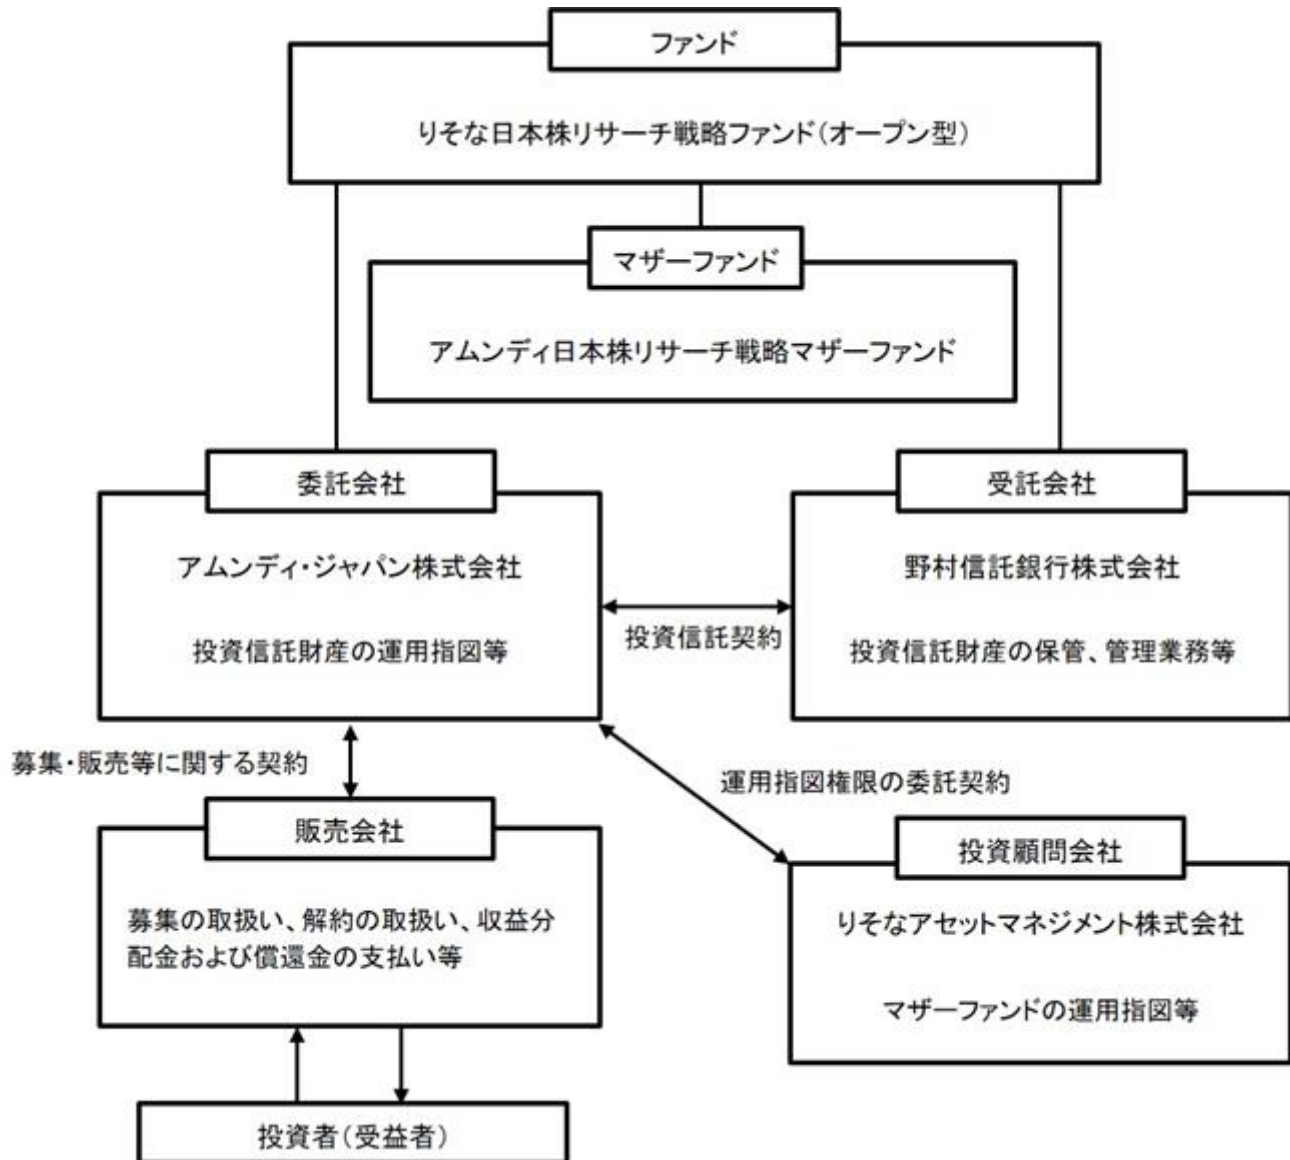 ファンド
りそな日本株リサーチ戦略ファンド(オープン型)
マザーファンド
アムンディ日本株リサーチ戦略マザーファンド
委託会社
アムンディ・ジャパン株式会社
投資信託財産の運用指図等
投資信託契約
受託会社
野村信託銀行株式会社
投資信託財産の保管、管理業務等
募集・販売等に関する契約
運用指図権限の委託契約
販売会社
募集の取扱い、解約の取扱い、収益分
配金および償還金の支払い等
投資顧問会社
りそなアセットマネジメント株式会社
マザーファンドの運用指図等
投資者(受益者)